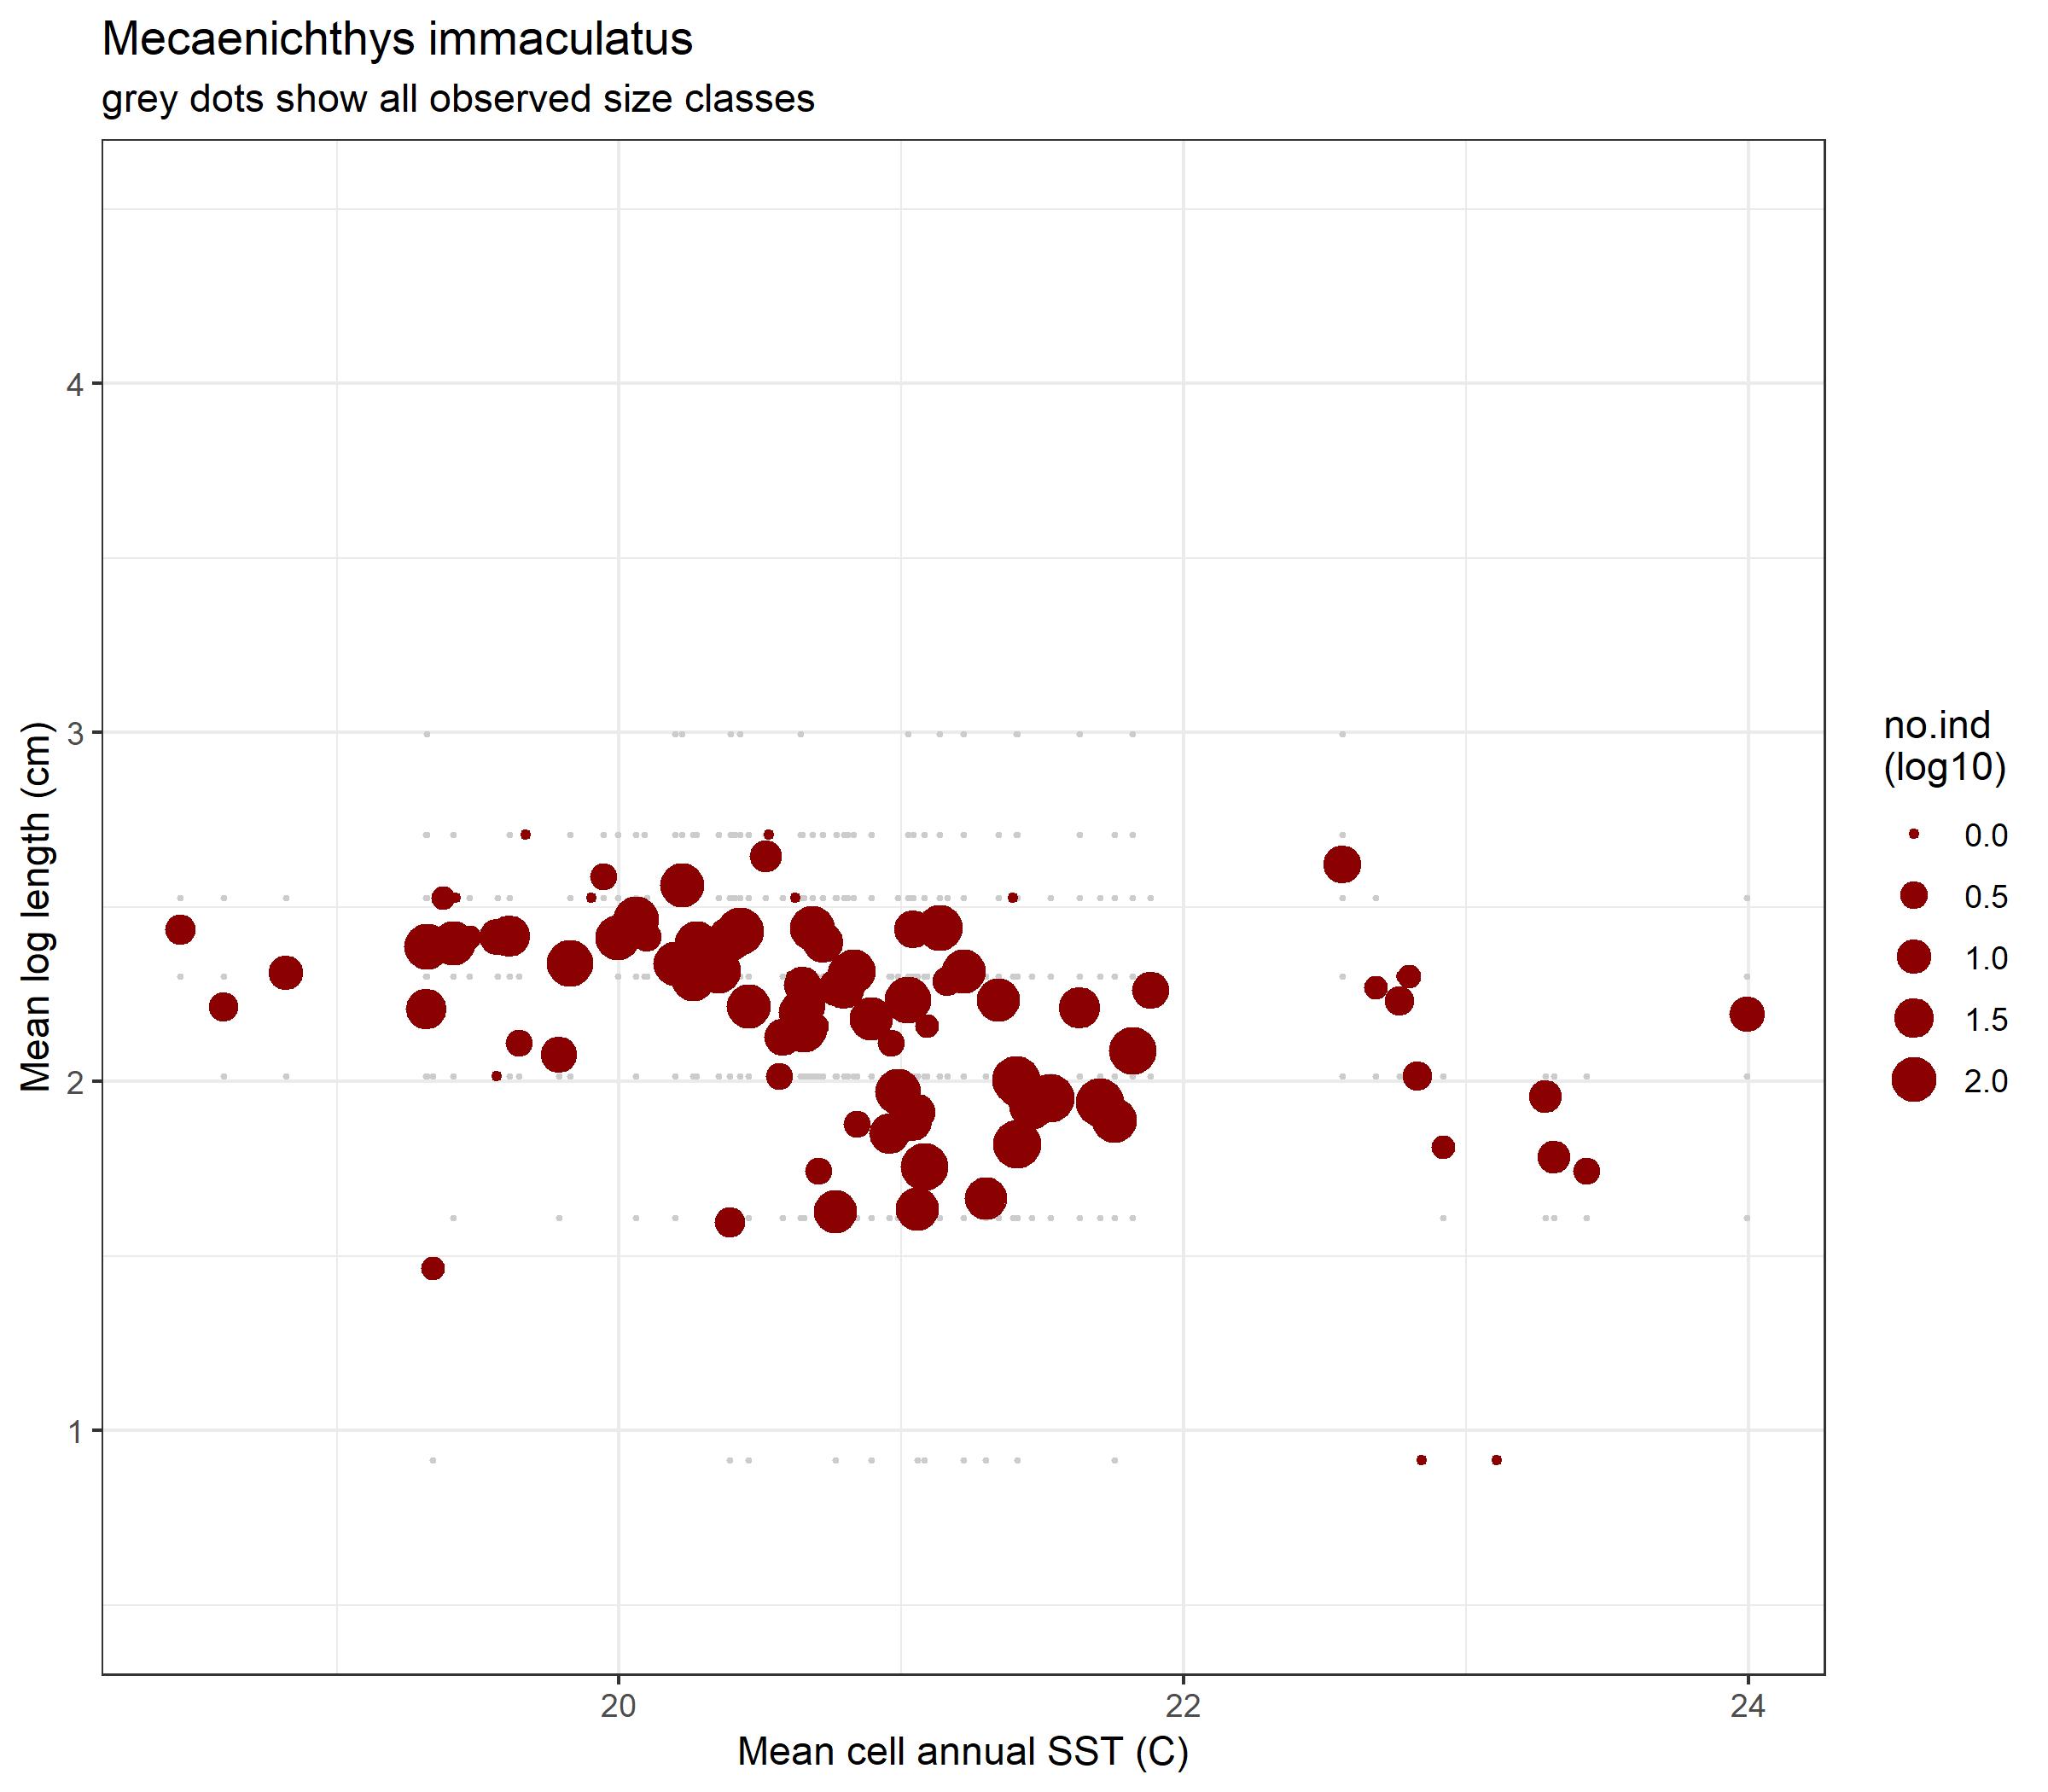 Mecaenichthys immaculatus
grey dots show all observed size classes
Mean log length (cm)
4
3
2
1
20
22
24
Mean cell annual SST (C)
no.ind
(log10)
0.0
0.5
1.0
1.5
2.0